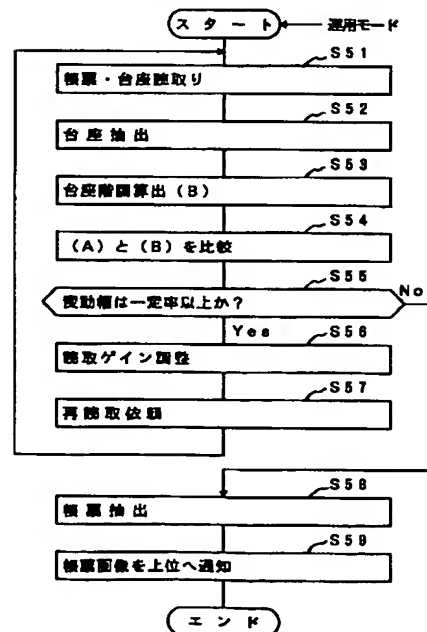 スタート
運用モード
S51
帳票・台座読取り
S52
台座抽出
S53
台座階調算出（B）
S54
（A）と（B）を比較
S55
変動幅は一定率以上か？
No
Yes
S56
読取ゲイン調整
S57
再読取依頼
S58
帳票抽出
S59
帳票画像を上位へ通知
エンド